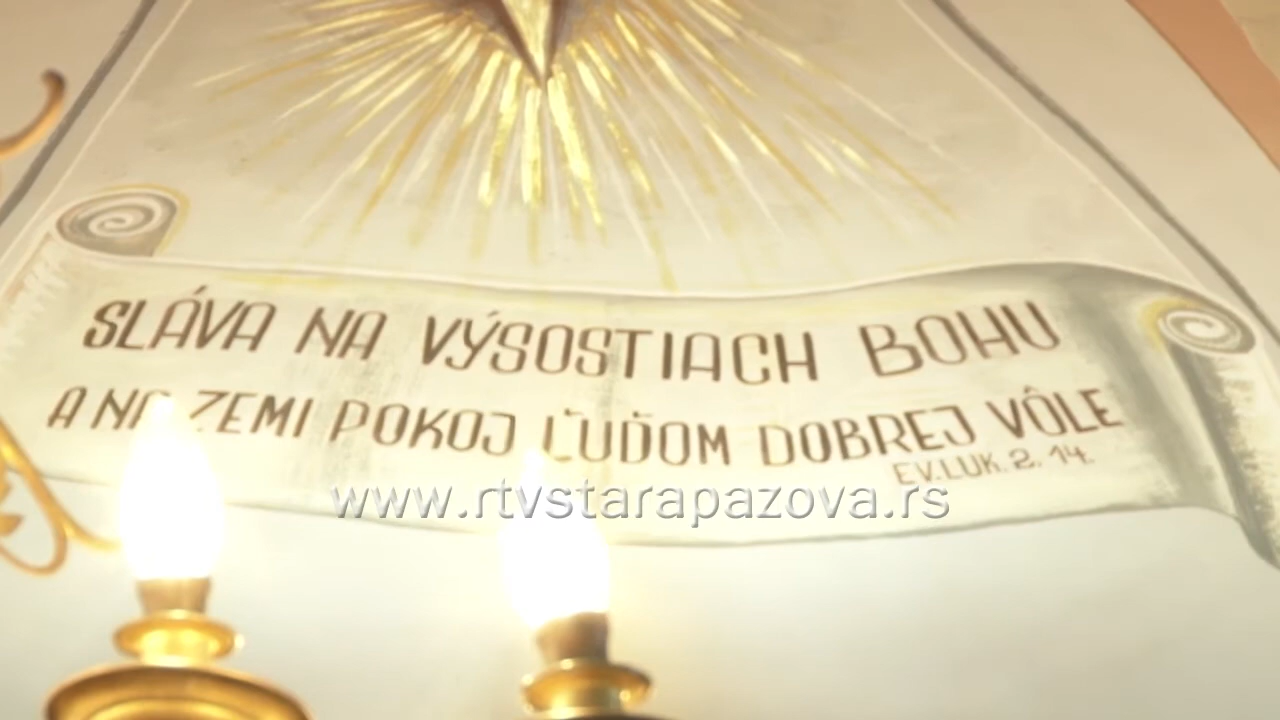 SLÁVA NA VÝSOSTIACH BOHU
A NA ZEMI POKOJ ĽUĎOM DOBREJ VÔLE
EV. LUK. 2. 14.
www.rtvstarapazova.rs